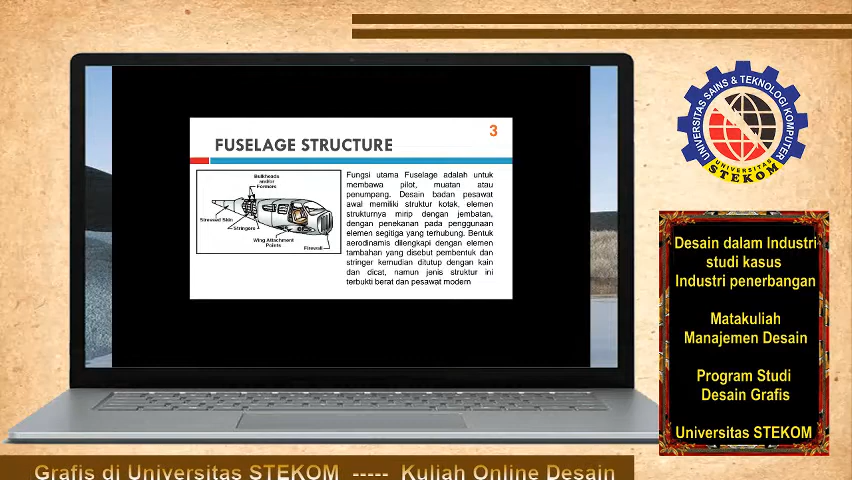 3
FUSELAGE STRUCTURE
Bulkheads
and/or
Formers
Stressed Skin
Stringers
Wing Attachment
Points
Firewall
Fungsi utama Fuselage adalah untuk
membawa pilot, muatan atau
penumpang. Desain badan pesawat
awal memiliki struktur kotak, elemen
strukturnya mirip dengan jembatan,
dengan penekanan pada penggunaan
elemen segitiga yang terhubung. Bentuk
aerodinamis dilengkapi dengan elemen
tambahan yang disebut pembentuk dan
stringer kemudian ditutup dengan kain
dan dicat, namun jenis struktur ini
terbukti berat dan pesawat modern
UNIVERSITAS SAINS & TEKNOLOGI KOMPUTER
UNIVERSITAS
STEKOM
Desain dalam Industri
studi kasus
Industri penerbangan
Matakuliah
Manajemen Desain
Program Studi
Desain Grafis
Universitas STEKOM
Grafis di Universitas STEKOM ----- Kuliah Online Desain